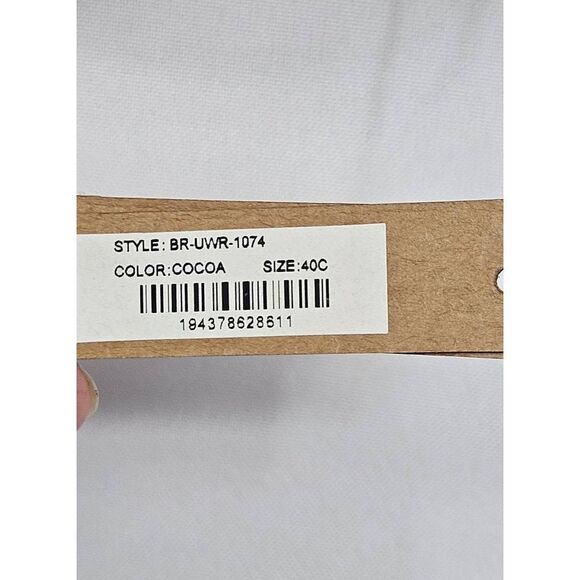 STYLE: BR-UWR-1074
COLOR:COCOA SIZE:40C
194378628611